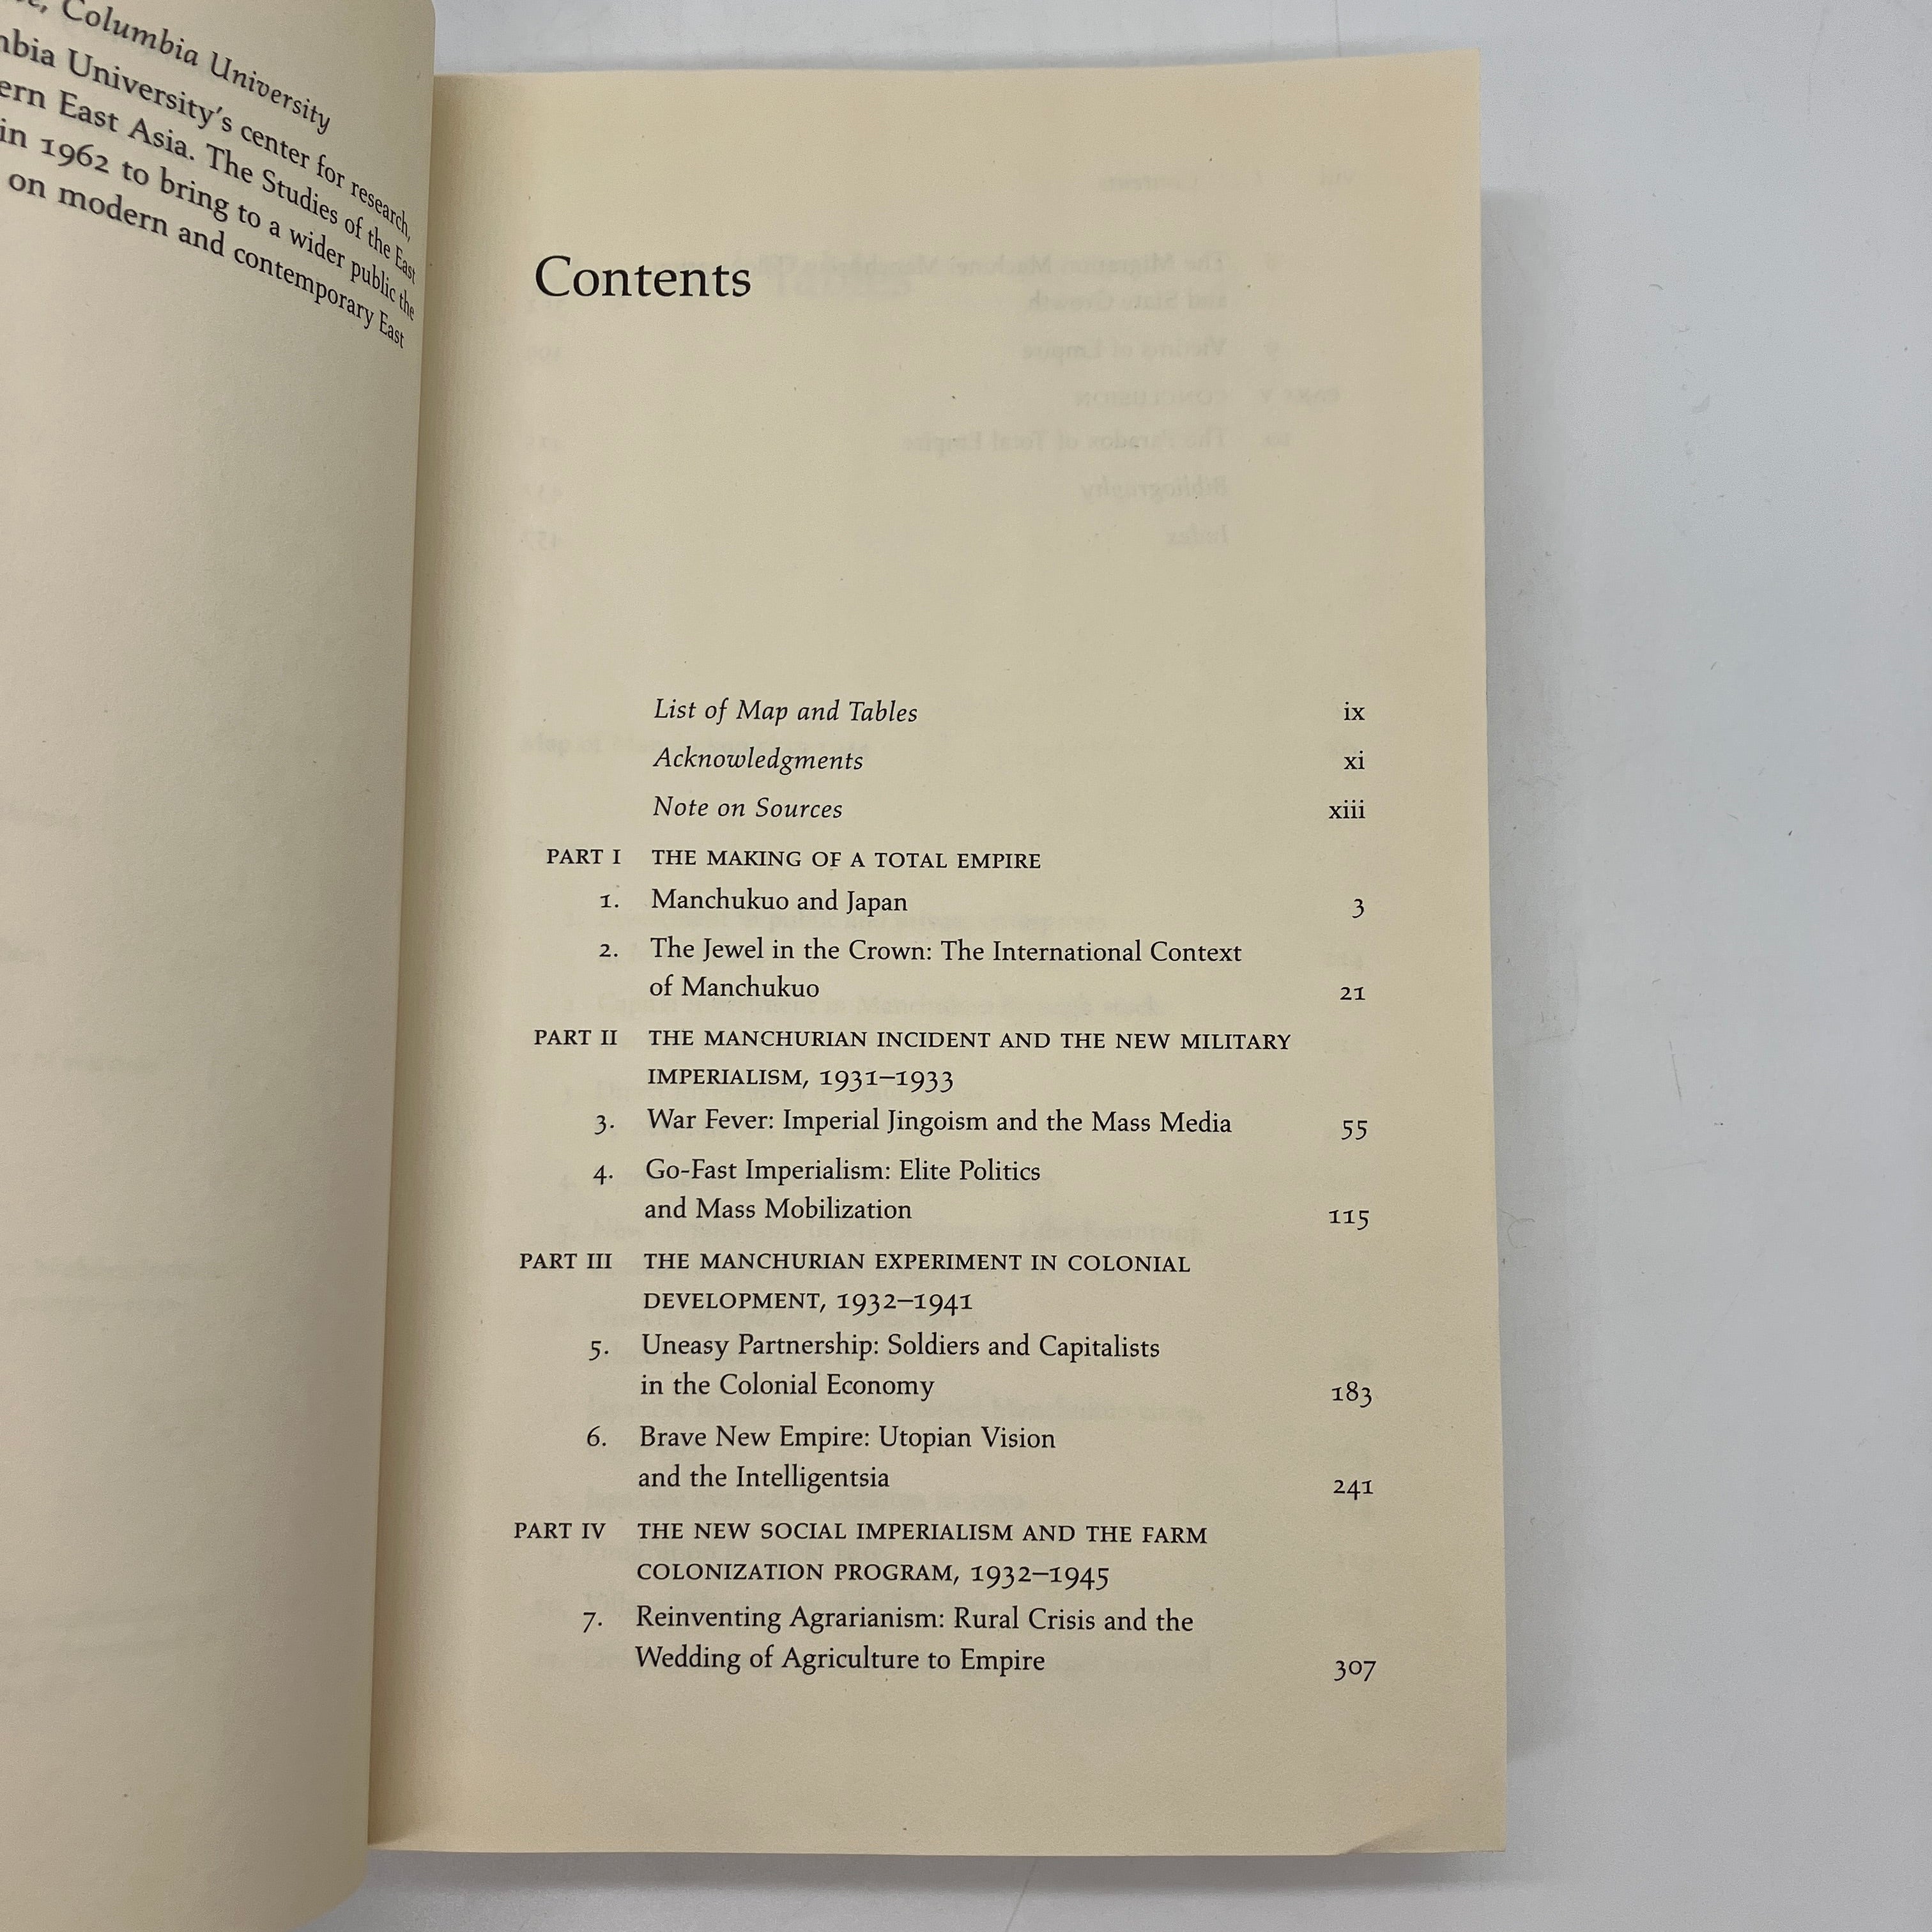 Columbia University
University's center for research,
East Asia. The Studies of the East
in 1962 to bring to a wider public the
on modern and contemporary East
Contents
List of Map and Tables ix
Acknowledgments xi
Note on Sources xiii
PART I THE MAKING OF A TOTAL EMPIRE
1. Manchukuo and Japan 3
2. The Jewel in the Crown: The International Context
of Manchukuo 21
PART II THE MANCHURIAN INCIDENT AND THE NEW MILITARY
IMPERIALISM, 1931–1933
3. War Fever: Imperial Jingoism and the Mass Media 55
4. Go-Fast Imperialism: Elite Politics
and Mass Mobilization 115
PART III THE MANCHURIAN EXPERIMENT IN COLONIAL
DEVELOPMENT, 1932–1941
5. Uneasy Partnership: Soldiers and Capitalists
in the Colonial Economy 183
6. Brave New Empire: Utopian Vision
and the Intelligentsia 241
PART IV THE NEW SOCIAL IMPERIALISM AND THE FARM
COLONIZATION PROGRAM, 1932–1945
7. Reinventing Agrarianism: Rural Crisis and the
Wedding of Agriculture to Empire 307